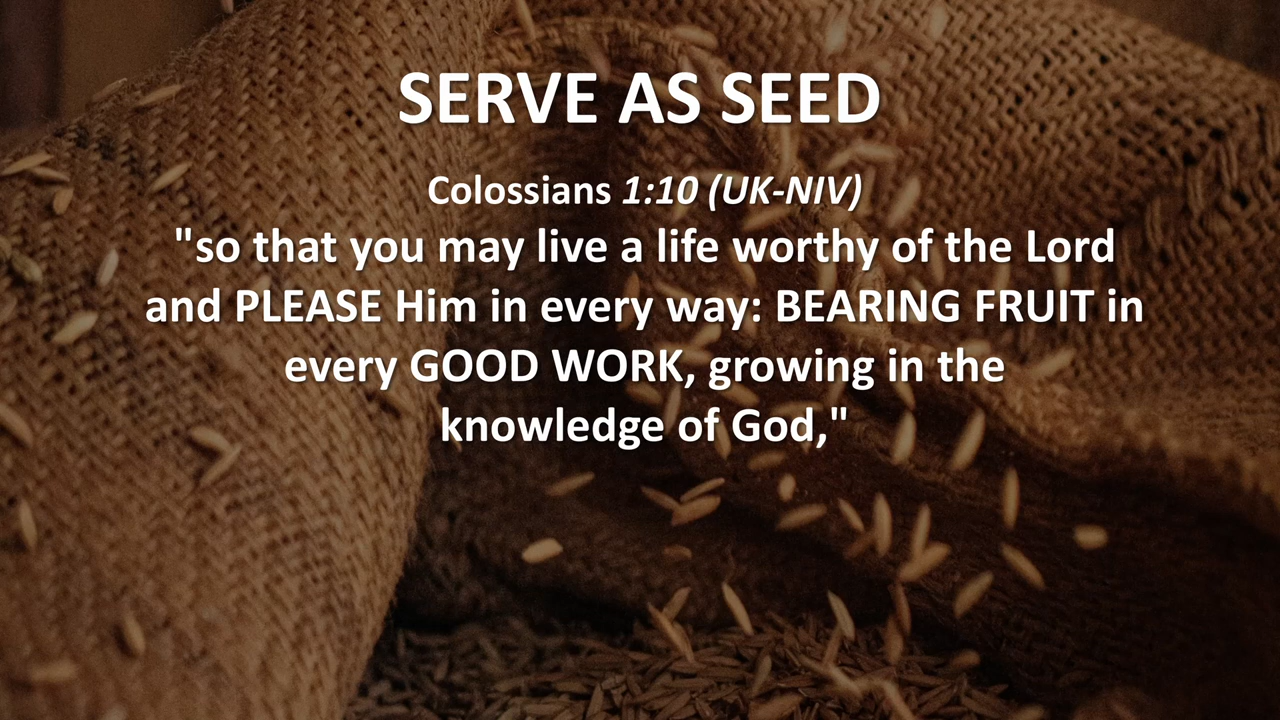 SERVE AS SEED
Colossians 1:10 (UK-NIV)
"so that you may live a life worthy of the Lord
and PLEASE Him in every way: BEARING FRUIT in
every GOOD WORK, growing in the
knowledge of God,"